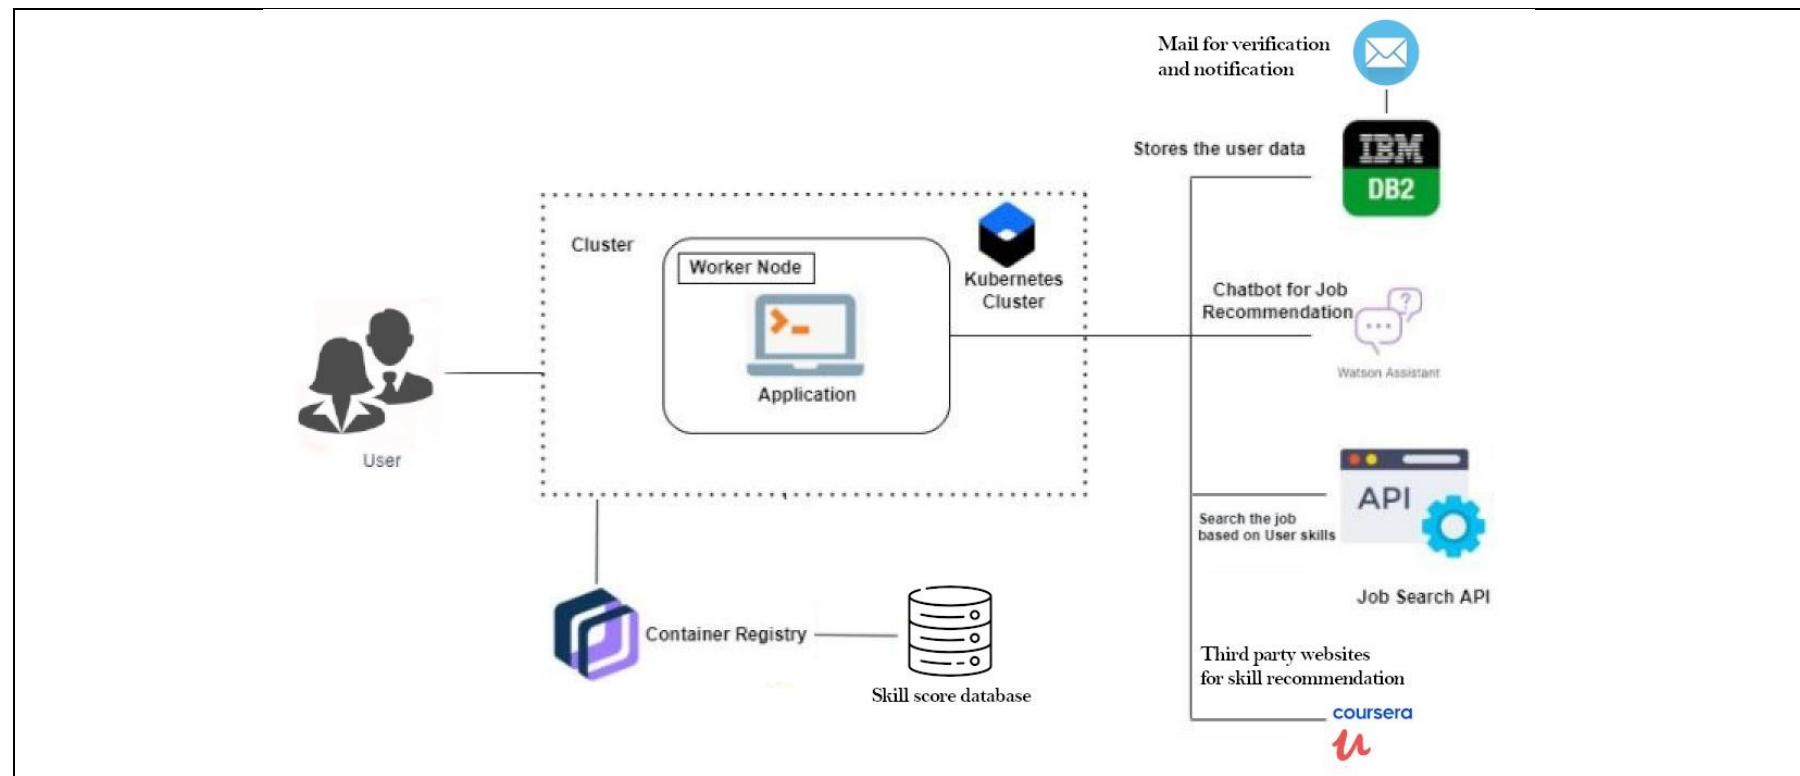 Mail for verification
and notification
Stores the user data
IBM
DB2
Cluster
Worker Node
Kubernetes
Cluster
Application
Chatbot for Job
Recommendation
?
Watson Assistant
User
API
Search the job
based on User skills
Job Search API
Container Registry
Skill score database
Third party websites
for skill recommendation
coursera
u